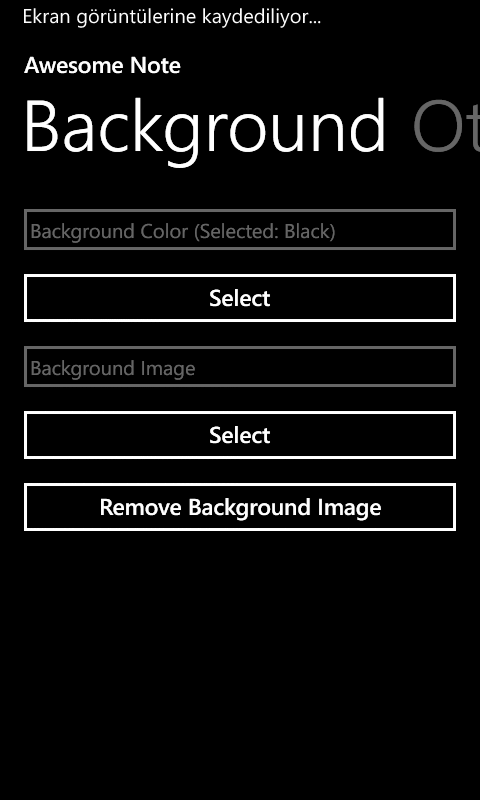 Ekran görüntülerine kaydediliyor...
Awesome Note
Background Ot
Background Color (Selected: Black)
Select
Background Image
Select
Remove Background Image